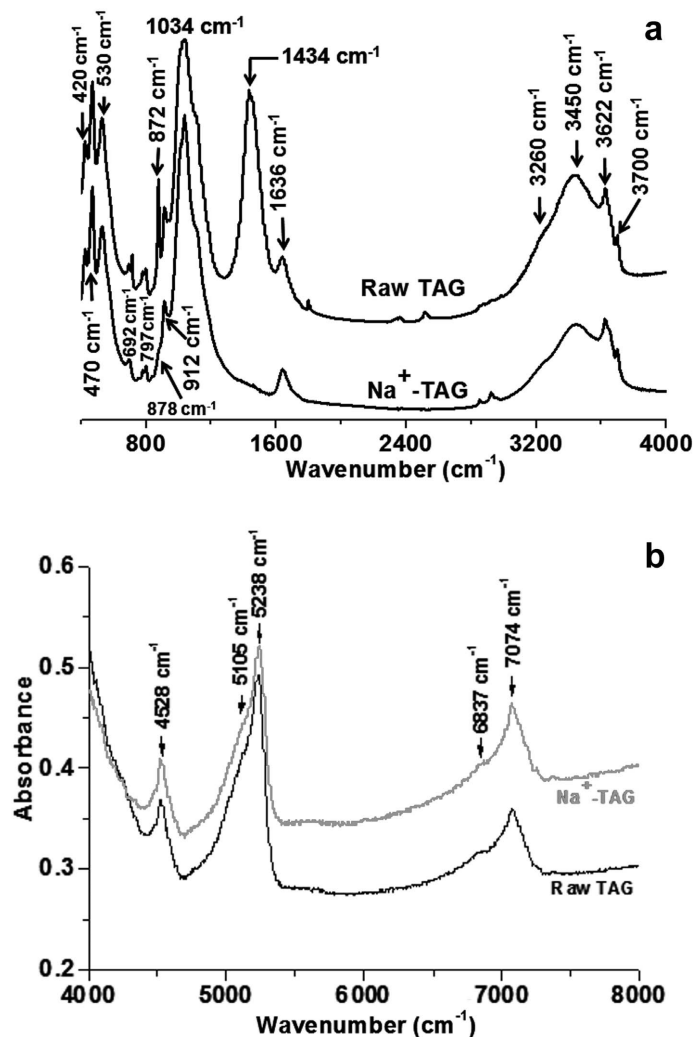 a
420 cm-1
530 cm-1
872 cm-1
1034 cm-1
1434 cm-1
1636 cm-1
3260 cm-1
3450 cm-1
3622 cm-1
3700 cm-1
Raw TAG
Na+-TAG
470 cm-1
692 cm-1
797cm-1
878 cm-1
912 cm-1
800 1600 2400 3200 4000
Wavenumber (cm-1)
b
0.6
0.5
0.4
0.3
0.2
Absorbance
4528 cm-1
5105 cm-1
5238 cm-1
6837 cm-1
7074 cm-1
Na+-TAG
Raw TAG
4000 5000 6000 7000 8000
Wavenumber (cm-1)